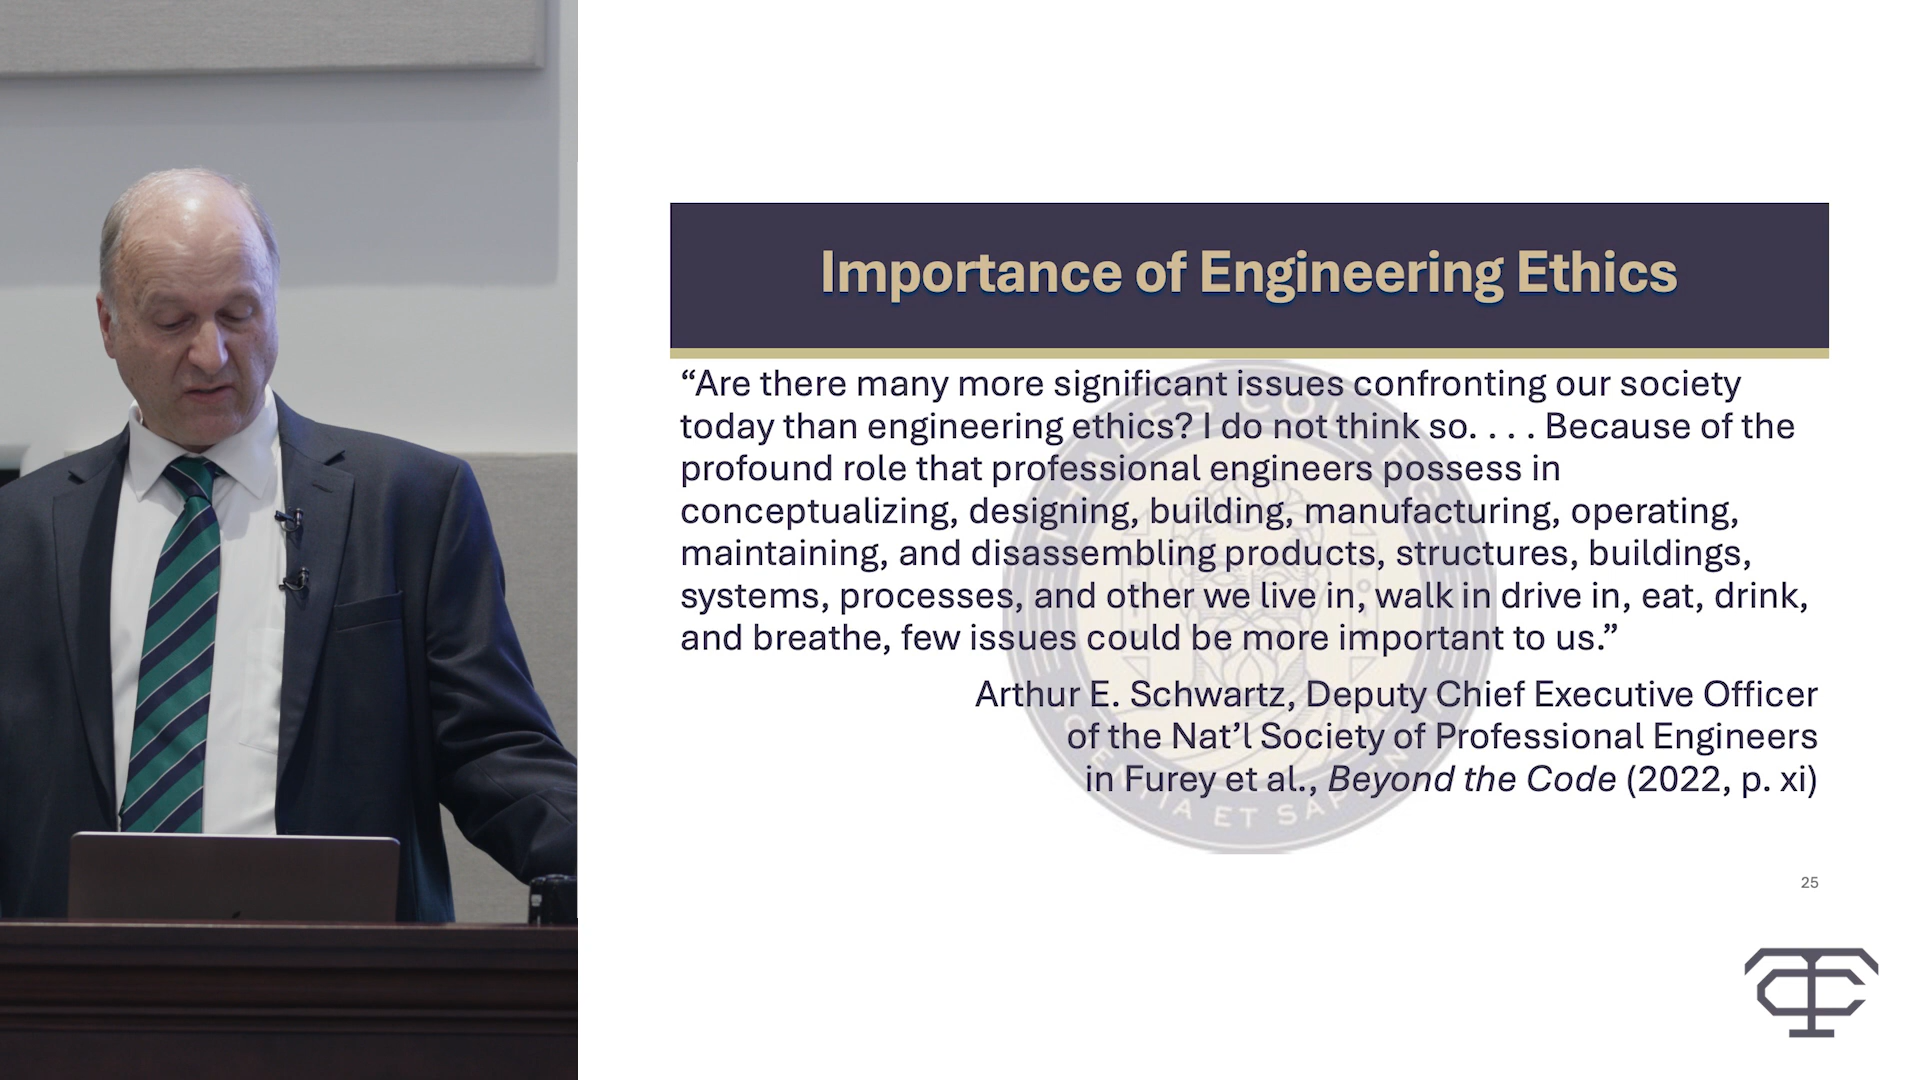 Importance of Engineering Ethics
“Are there many more significant issues confronting our society
today than engineering ethics? I do not think so. . . . Because of the
profound role that professional engineers possess in
conceptualizing, designing, building, manufacturing, operating,
maintaining, and disassembling products, structures, buildings,
systems, processes, and other we live in, walk in drive in, eat, drink,
and breathe, few issues could be more important to us.”
Arthur E. Schwartz, Deputy Chief Executive Officer
of the Nat’l Society of Professional Engineers
in Furey et al., Beyond the Code (2022, p. xi)
THALES COLLEGE
ET
25